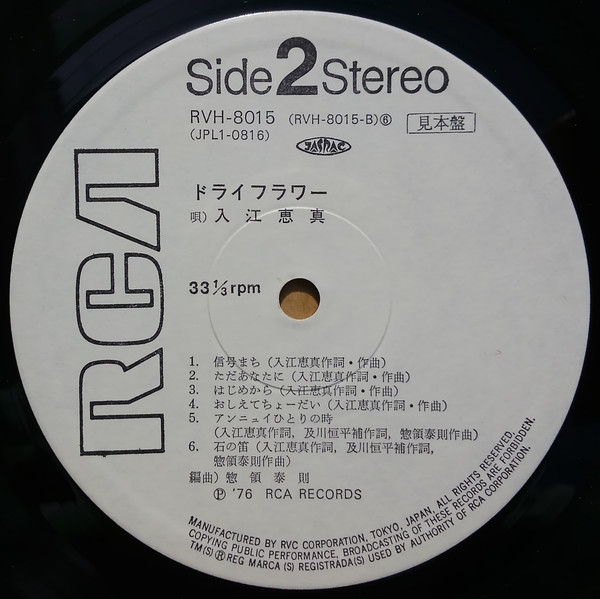 Side 2 Stereo
RVH-8015 (RVH-8015-B)⑥ 見本盤
(JPL1-0816) JASRAC
RCA
ドライフラワー
唄) 入江恵真
33 1/3 rpm
1. 信号まち (入江恵真作詞・作曲)
2. ただあなたに (入江恵真作詞・作曲)
3. はじめから (入江恵真作詞・作曲)
4. おしえてちょーだい (入江恵真作詞・作曲)
5. アンニュイひとりの時
(入江恵真作詞, 及川恒平補作詞, 惣領泰則作曲)
6. 石の笛 (入江恵真作詞, 及川恒平補作詞,
惣領泰則作曲)
編曲) 惣領泰則
Ⓟ '76 RCA RECORDS
MANUFACTURED BY RVC CORPORATION, TOKYO, JAPAN, ALL RIGHTS RESERVED,
COPYING PUBLIC PERFORMANCE, BROADCASTING OF THESE RECORDS ARE FORBIDDEN.
TM(S) ® REG MARCA (S) REGISTRADA(S) USED BY AUTHORITY OF RCA CORPORATION.